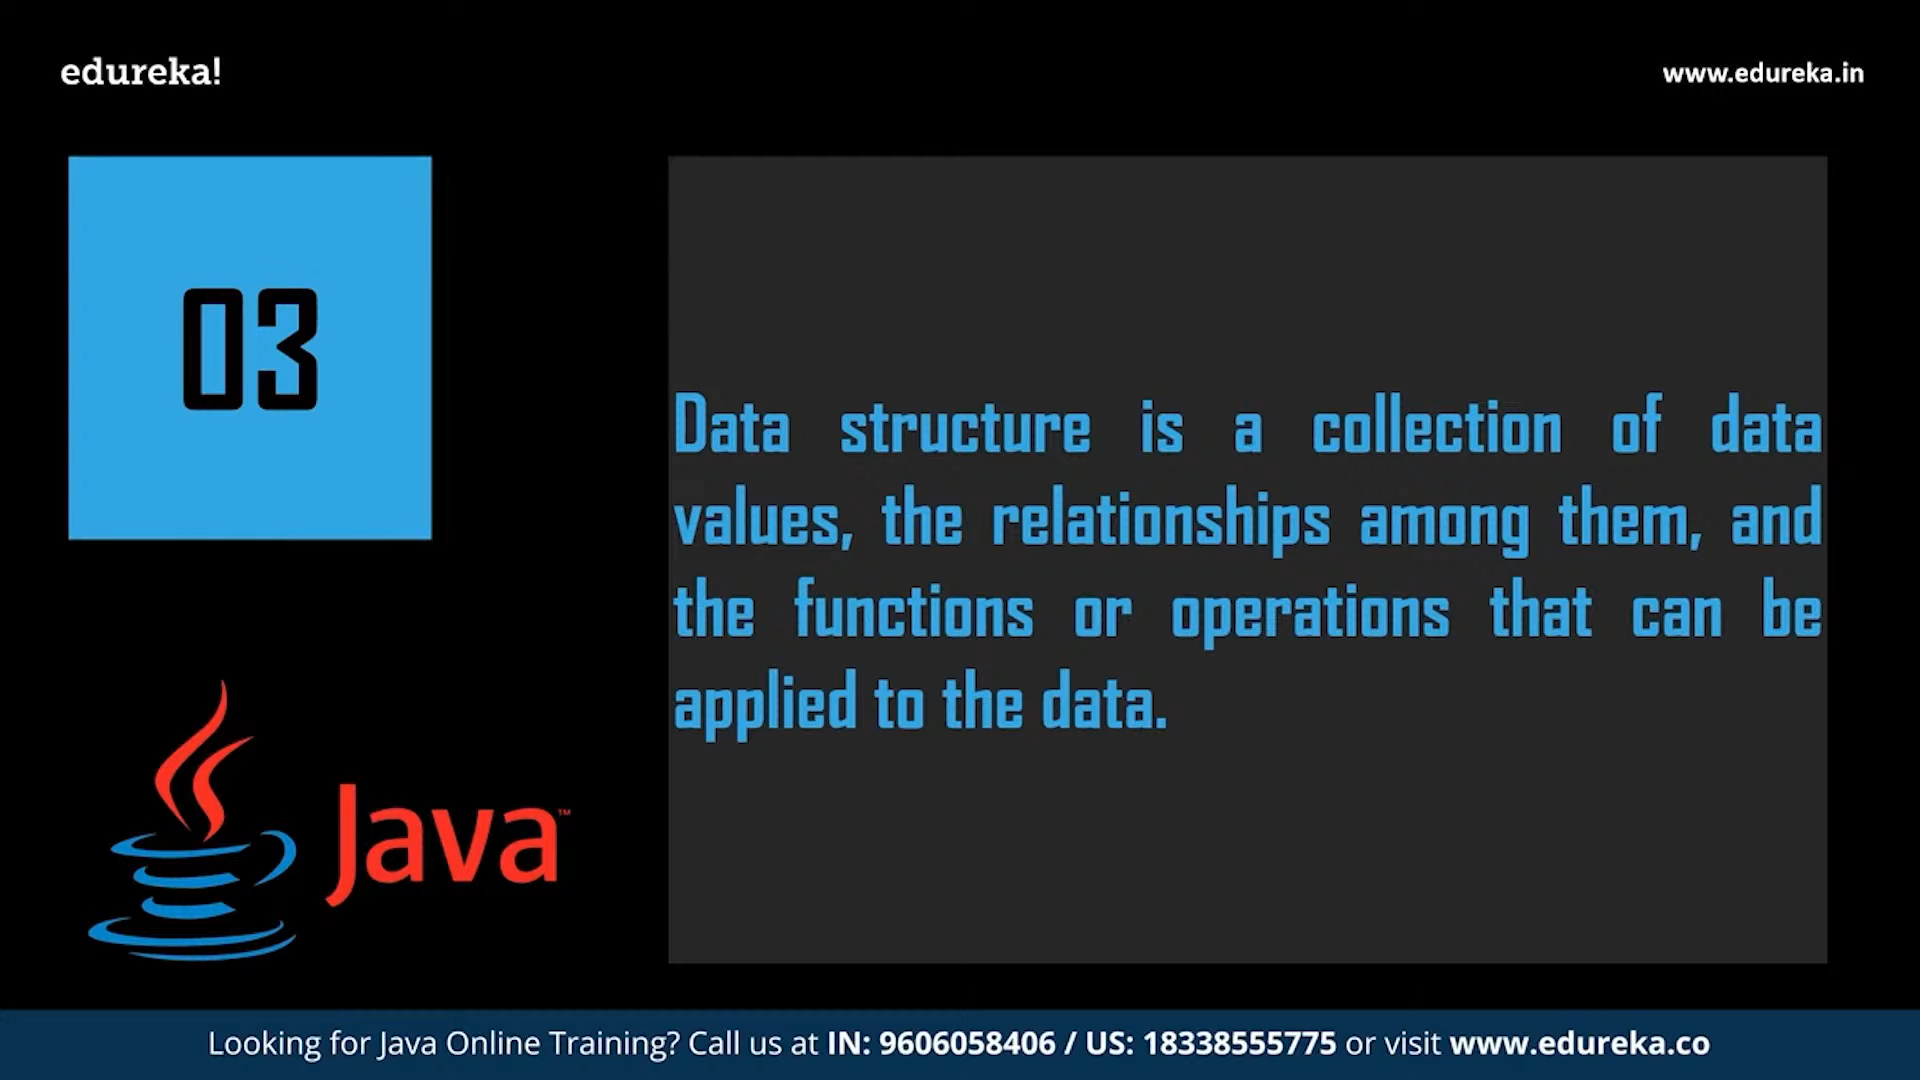 edureka!
www.edureka.in
03
Data structure is a collection of data
values, the relationships among them, and
the functions or operations that can be
applied to the data.
Java™
Looking for Java Online Training? Call us at IN: 9606058406 / US: 18338555775 or visit www.edureka.co